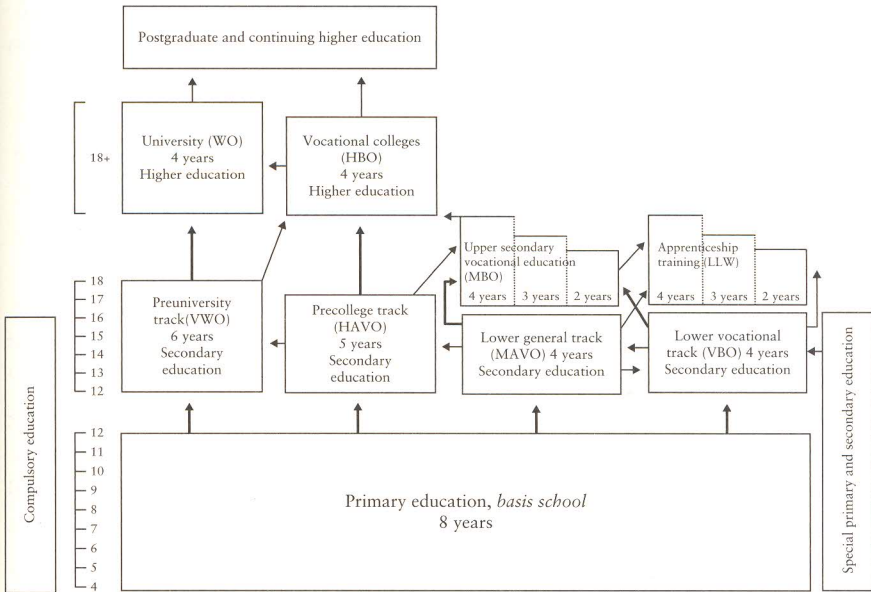 Postgraduate and continuing higher education
18+
University (WO)
4 years
Higher education
Vocational colleges
(HBO)
4 years
Higher education
Upper secondary
vocational education
(MBO)
4 years
3 years
2 years
Apprenticeship
training (LLW)
4 years
3 years
2 years
18
17
16
15
14
13
12
Preuniversity
track(VWO)
6 years
Secondary
education
Precollege track
(HAVO)
5 years
Secondary
education
Lower general track
(MAVO) 4 years
Secondary education
Lower vocational
track (VBO) 4 years
Secondary education
Compulsory education
12
11
10
9
8
7
6
5
4
Primary education, basis school
8 years
Special primary and secondary education